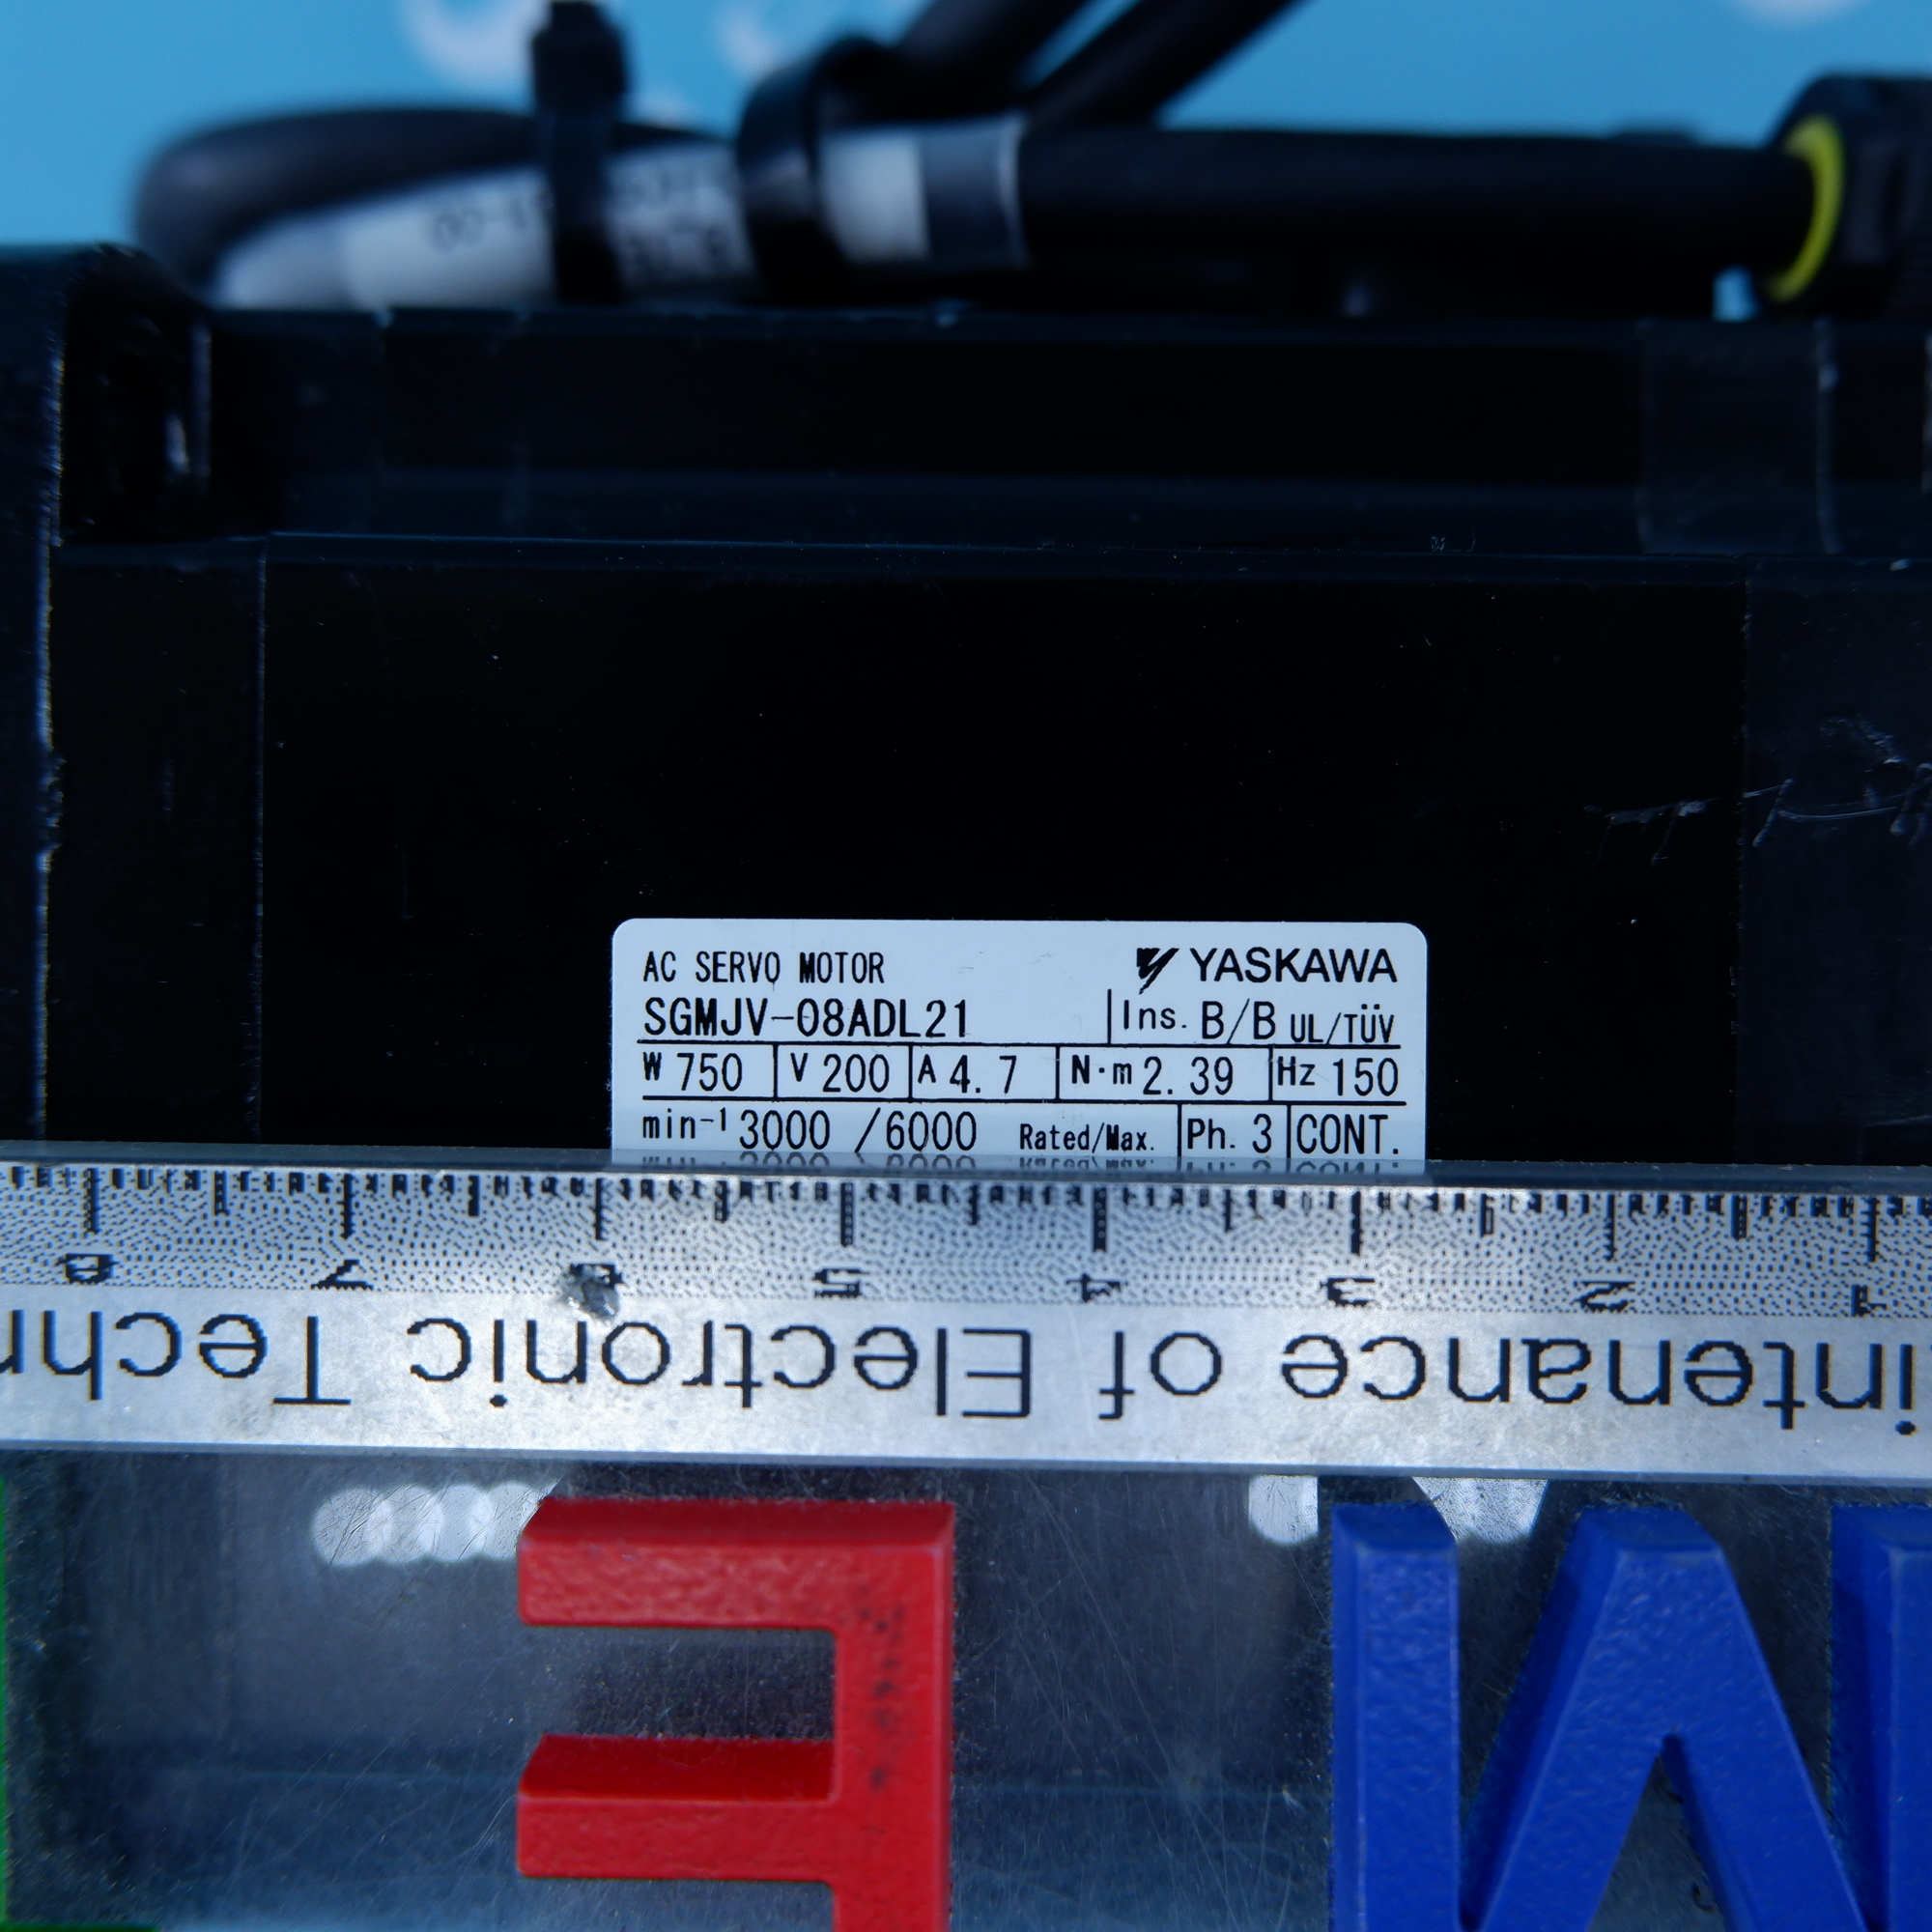 AC SERVO MOTOR YASKAWA
SGMJV-08ADL21 Ins. B/B UL/TÜV
W 750 V 200 A 4.7 N·m 2.39 Hz 150
min⁻¹ 3000 /6000 Rated/Max. Ph. 3 CONT.
8 7 6 5 4 3 2 1
intenance of Electronic Techn
E M